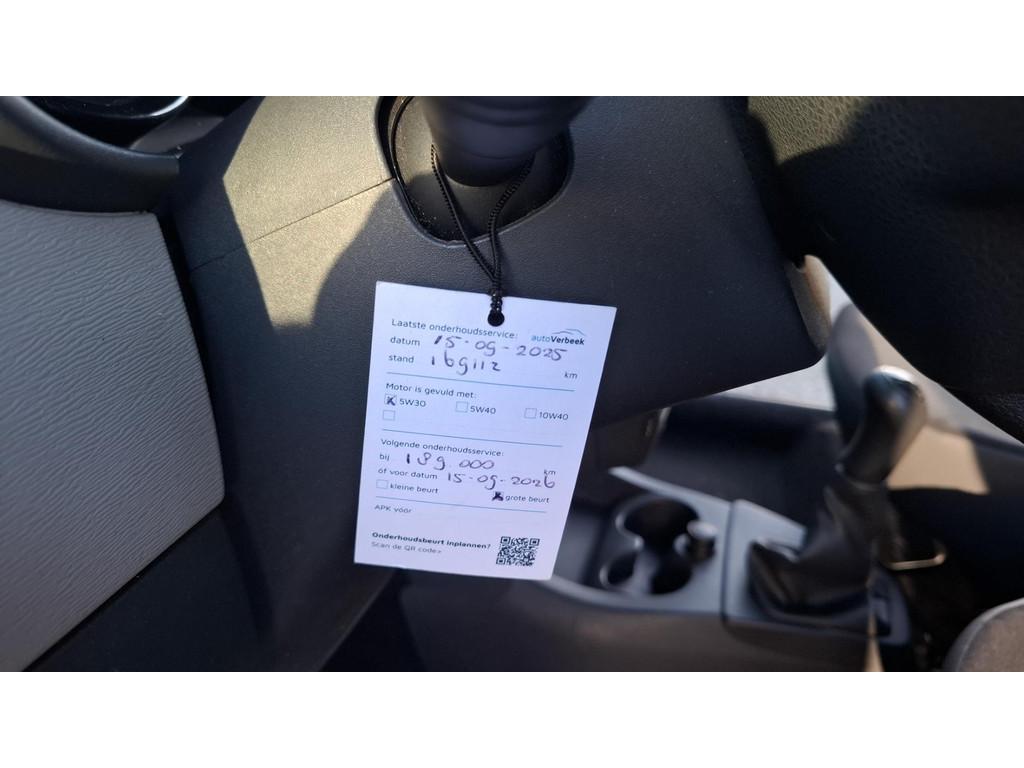 Laatste onderhoudsservice: autoVerbeek
datum 15-09-2025
stand 169112 km
Motor is gevuld met:
5W30 5W40 10W40
Volgende onderhoudsservice:
bij 189.000 km
óf voor datum 15-09-2026
kleine beurt grote beurt
APK vóór
Onderhoudsbeurt inplannen?
Scan de QR code>